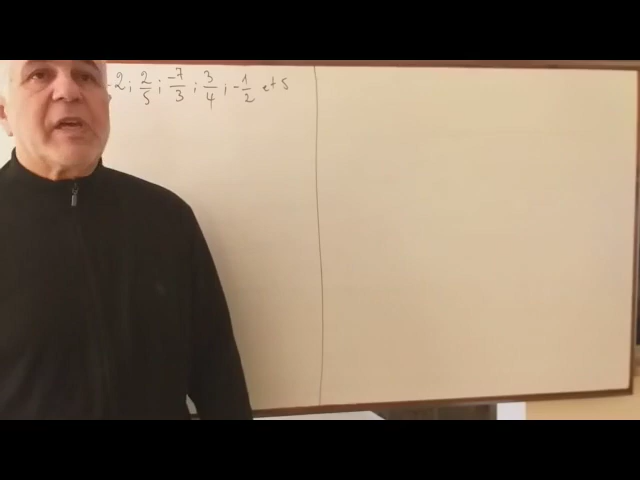 -2 ; 2/5 ; -7/3 ; 3/4 ; -1/2 et 5